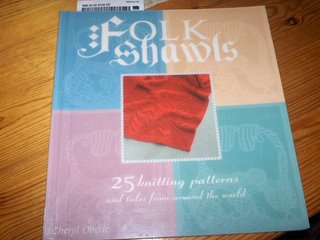 Folk
Shawls
25 knitting patterns
and tales from around the world
Cheryl Oberle